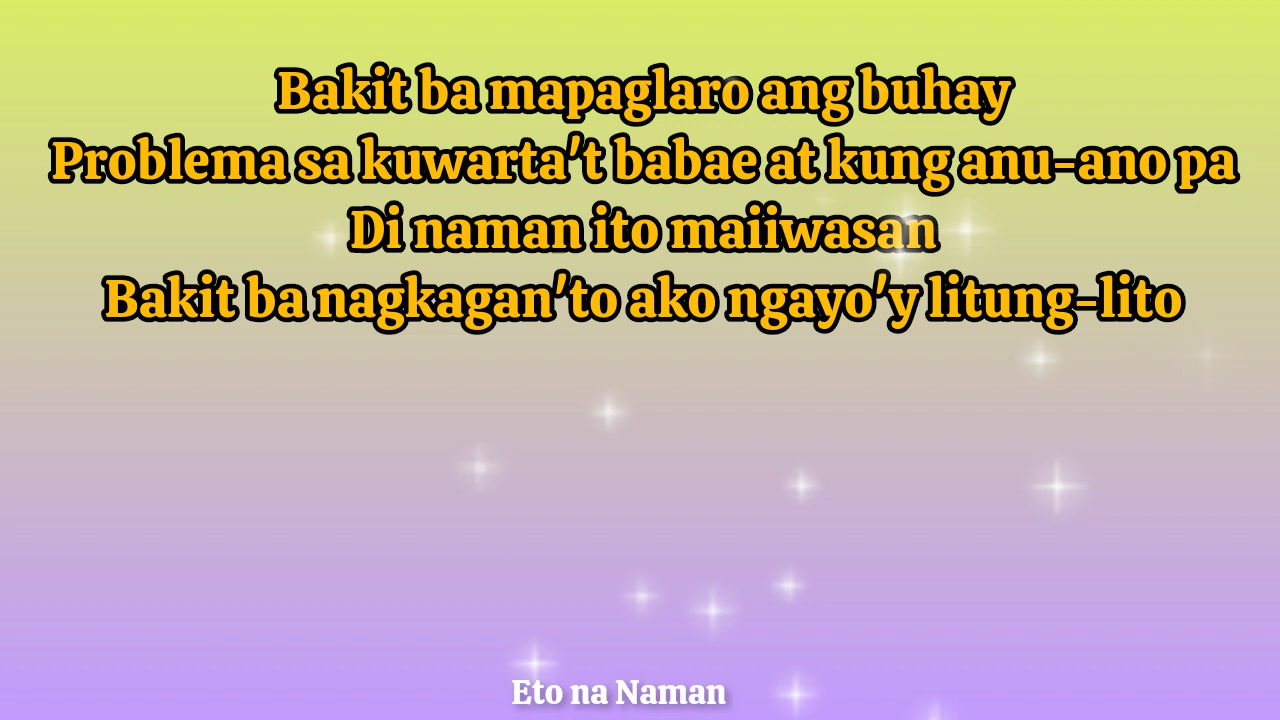 Bakit ba mapaglaro ang buhay
Problema sa kuwarta't babae at kung anu-ano pa
Di naman ito maiiwasan
Bakit ba nagkagan'to ako ngayo'y litung-lito
Eto na Naman